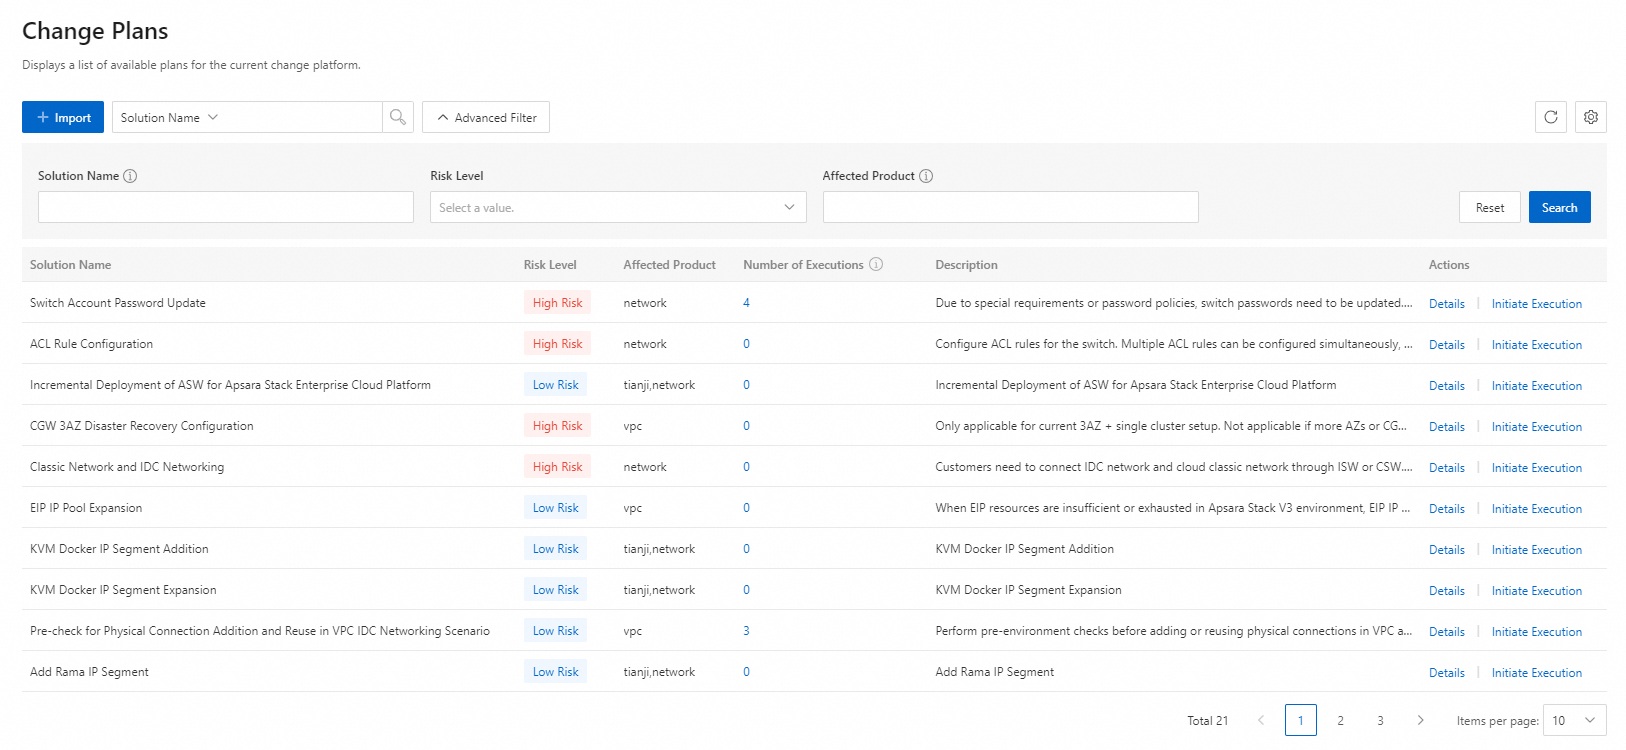 Change Plans
Displays a list of available plans for the current change platform.
Import Solution Name Advanced Filter
Solution Name Risk Level Affected Product
Select a value. Reset Search
Solution Name Risk Level Affected Product Number of Executions Description Actions
Switch Account Password Update High Risk network 4 Due to special requirements or password policies, switch passwords need to be updated.... Details Initiate Execution
ACL Rule Configuration High Risk network 0 Configure ACL rules for the switch. Multiple ACL rules can be configured simultaneously, ... Details Initiate Execution
Incremental Deployment of ASW for Apsara Stack Enterprise Cloud Platform Low Risk tianji,network 0 Incremental Deployment of ASW for Apsara Stack Enterprise Cloud Platform Details Initiate Execution
CGW 3AZ Disaster Recovery Configuration High Risk vpc 0 Only applicable for current 3AZ + single cluster setup. Not applicable if more AZs or CG... Details Initiate Execution
Classic Network and IDC Networking High Risk network 0 Customers need to connect IDC network and cloud classic network through ISW or CSW.... Details Initiate Execution
EIP IP Pool Expansion Low Risk vpc 0 When EIP resources are insufficient or exhausted in Apsara Stack V3 environment, EIP IP ... Details Initiate Execution
KVM Docker IP Segment Addition Low Risk tianji,network 0 KVM Docker IP Segment Addition Details Initiate Execution
KVM Docker IP Segment Expansion Low Risk tianji,network 0 KVM Docker IP Segment Expansion Details Initiate Execution
Pre-check for Physical Connection Addition and Reuse in VPC IDC Networking Scenario Low Risk vpc 3 Perform pre-environment checks before adding or reusing physical connections in VPC a... Details Initiate Execution
Add Rama IP Segment Low Risk tianji,network 0 Add Rama IP Segment Details Initiate Execution
Total 21 1 2 3 Items per page: 10